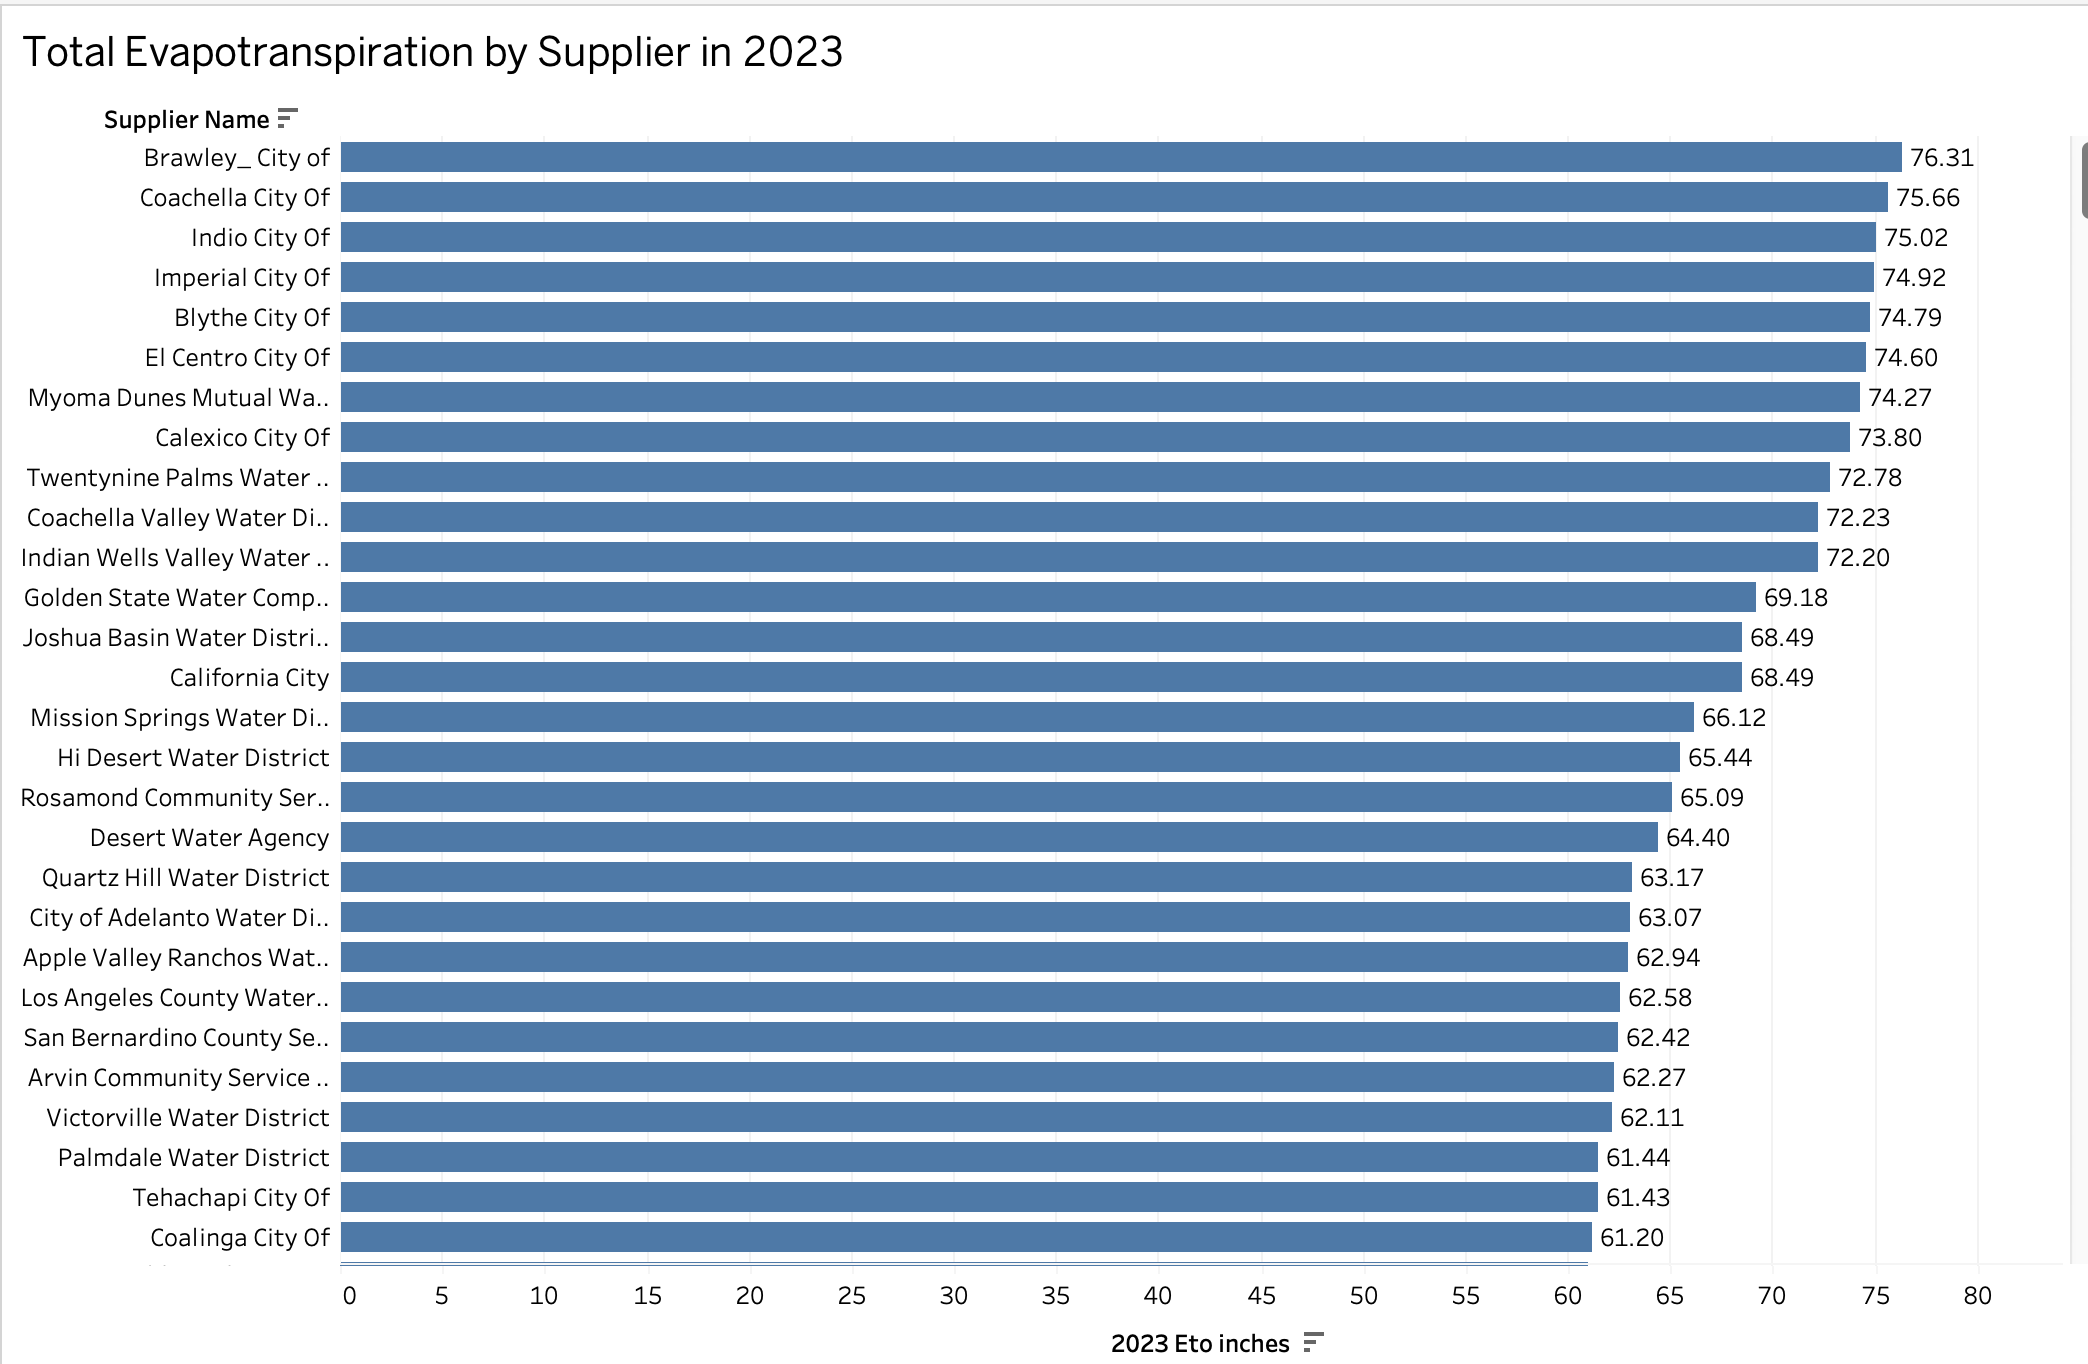 Total Evapotranspiration by Supplier in 2023
Supplier Name
Brawley_ City of 76.31
Coachella City Of 75.66
Indio City Of 75.02
Imperial City Of 74.92
Blythe City Of 74.79
El Centro City Of 74.60
Myoma Dunes Mutual Wa.. 74.27
Calexico City Of 73.80
Twentynine Palms Water .. 72.78
Coachella Valley Water Di.. 72.23
Indian Wells Valley Water .. 72.20
Golden State Water Comp.. 69.18
Joshua Basin Water Distri.. 68.49
California City 68.49
Mission Springs Water Di.. 66.12
Hi Desert Water District 65.44
Rosamond Community Ser.. 65.09
Desert Water Agency 64.40
Quartz Hill Water District 63.17
City of Adelanto Water Di.. 63.07
Apple Valley Ranchos Wat.. 62.94
Los Angeles County Water.. 62.58
San Bernardino County Se.. 62.42
Arvin Community Service .. 62.27
Victorville Water District 62.11
Palmdale Water District 61.44
Tehachapi City Of 61.43
Coalinga City Of 61.20
0 5 10 15 20 25 30 35 40 45 50 55 60 65 70 75 80
2023 Eto inches